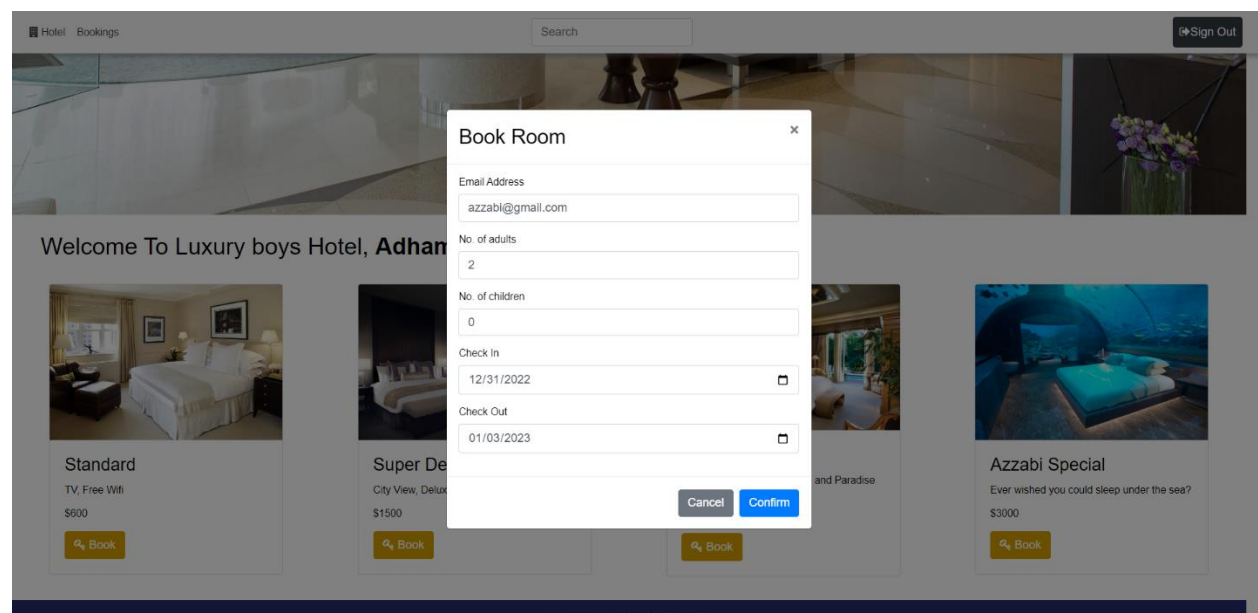 Hotel Bookings Search Sign Out
Book Room ×
Email Address
azzabi@gmail.com
No. of adults
2
No. of children
0
Check In
12/31/2022
Check Out
01/03/2023
Cancel Confirm
Welcome To Luxury boys Hotel, Adham
Standard
TV, Free Wifi
$600
Book
Super De
City View, Delux
$1500
Book
and Paradise
Book
Azzabi Special
Ever wished you could sleep under the sea?
$3000
Book